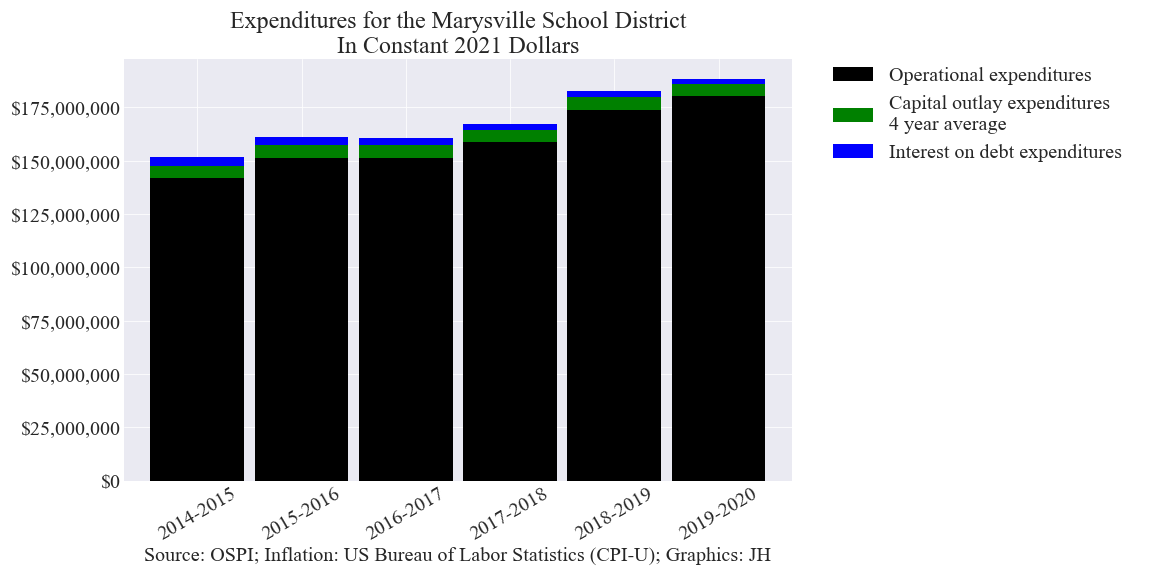 Expenditures for the Marysville School District
In Constant 2021 Dollars
Operational expenditures
Capital outlay expenditures
4 year average
Interest on debt expenditures
$175,000,000
$150,000,000
$125,000,000
$100,000,000
$75,000,000
$50,000,000
$25,000,000
$0
2014-2015
2015-2016
2016-2017
2017-2018
2018-2019
2019-2020
Source: OSPI; Inflation: US Bureau of Labor Statistics (CPI-U); Graphics: JH